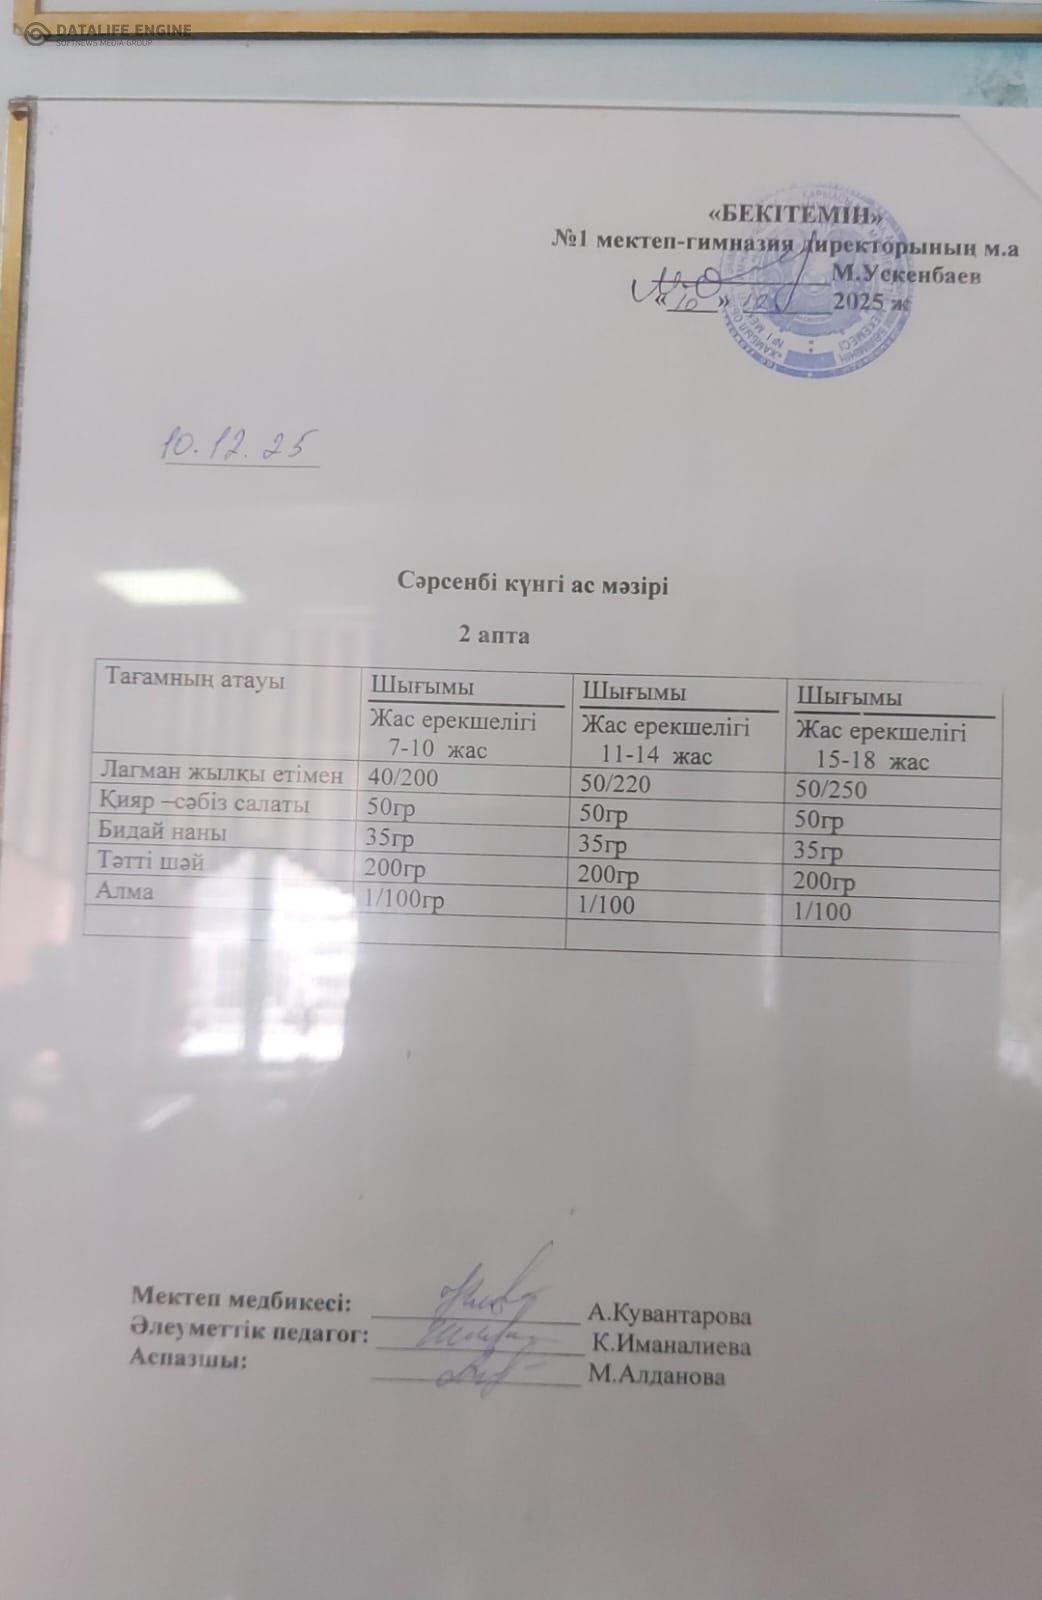 DATALIFE ENGINE
SOFTNEWS MEDIA GROUP
«БЕКІТЕМІН»
№1 мектеп-гимназия директорының м.а
М.Ускенбаев
«10» 12 2025 ж
10.12.25
Сәрсенбі күнгі ас мәзірі
2 апта
Тағамның атауы Шығымы Шығымы Шығымы
Жас ерекшелігі Жас ерекшелігі Жас ерекшелігі
7-10 жас 11-14 жас 15-18 жас
Лагман жылқы етімен 40/200 50/220 50/250
Қияр –сәбіз салаты 50гр 50гр 50гр
Бидай наны 35гр 35гр 35гр
Тәтті шәй 200гр 200гр 200гр
Алма 1/100гр 1/100 1/100
Мектеп медбикесі: А.Кувантарова
Әлеуметтік педагог: К.Иманалиева
Аспазшы: М.Алданова